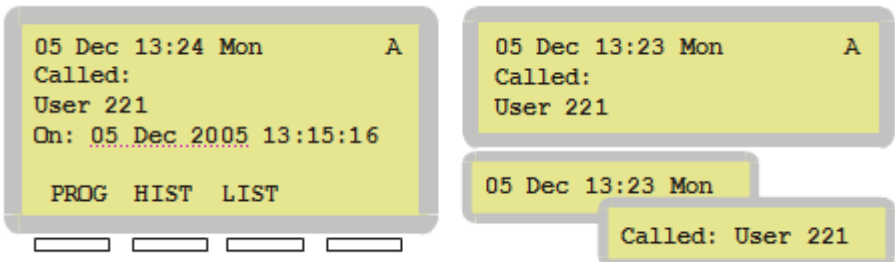 05 Dec 13:24 Mon A
Called:
User 221
On: 05 Dec 2005 13:15:16
PROG HIST LIST
05 Dec 13:23 Mon A
Called:
User 221
05 Dec 13:23 Mon
Called: User 221